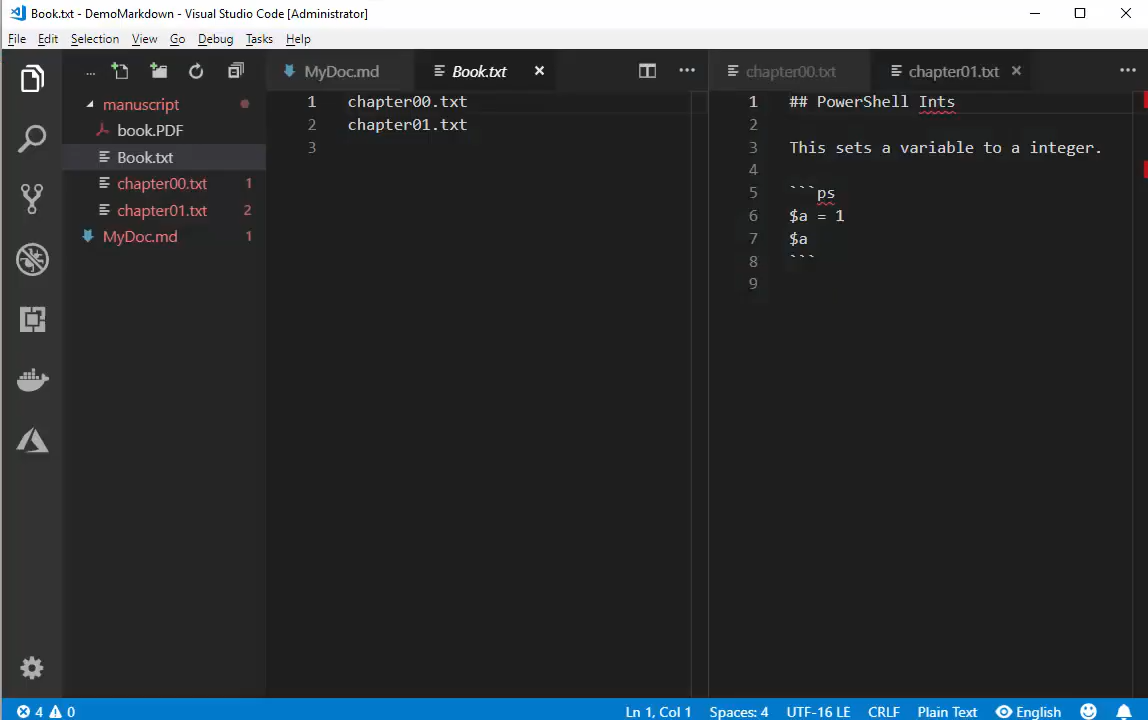 Book.txt - DemoMarkdown - Visual Studio Code [Administrator]
File Edit Selection View Go Debug Tasks Help
...
manuscript
book.PDF
Book.txt
chapter00.txt 1
chapter01.txt 2
MyDoc.md 1
MyDoc.md Book.txt
1 chapter00.txt
2 chapter01.txt
3
chapter00.txt chapter01.txt
1 ## PowerShell Ints
2
3 This sets a variable to a integer.
4
5 ```ps
6 $a = 1
7 $a
8 ```
9
4 0 Ln 1, Col 1 Spaces: 4 UTF-16 LE CRLF Plain Text English